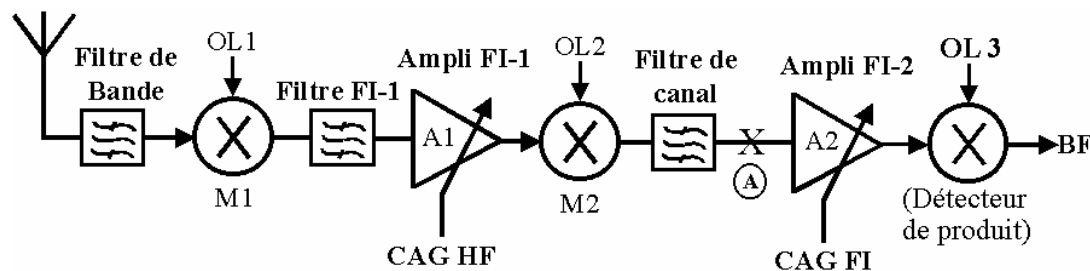 Filtre de
Bande
OL1
M1
Filtre FI-1
Ampli FI-1
A1
CAG HF
OL2
M2
Filtre de
canal
X
A
Ampli FI-2
A2
CAG FI
OL 3
(Détecteur
de produit)
BF